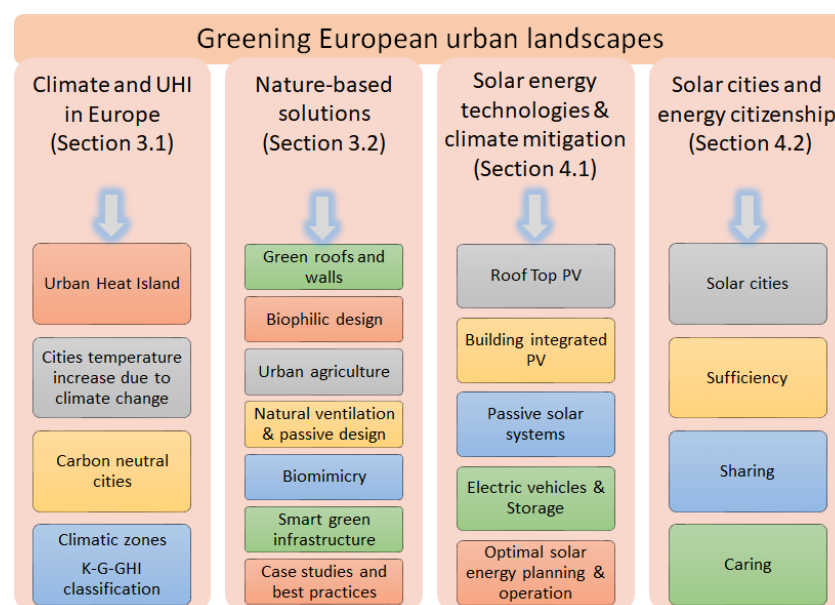 Greening European urban landscapes
Climate and UHI
in Europe
(Section 3.1)
Urban Heat Island
Cities temperature
increase due to
climate change
Carbon neutral
cities
Climatic zones
K-G-GHI
classification
Nature-based
solutions
(Section 3.2)
Green roofs and
walls
Biophilic design
Urban agriculture
Natural ventilation
& passive design
Biomimicry
Smart green
infrastructure
Case studies and
best practices
Solar energy
technologies &
climate mitigation
(Section 4.1)
Roof Top PV
Building integrated
PV
Passive solar
systems
Electric vehicles &
Storage
Optimal solar
energy planning &
operation
Solar cities and
energy citizenship
(Section 4.2)
Solar cities
Sufficiency
Sharing
Caring